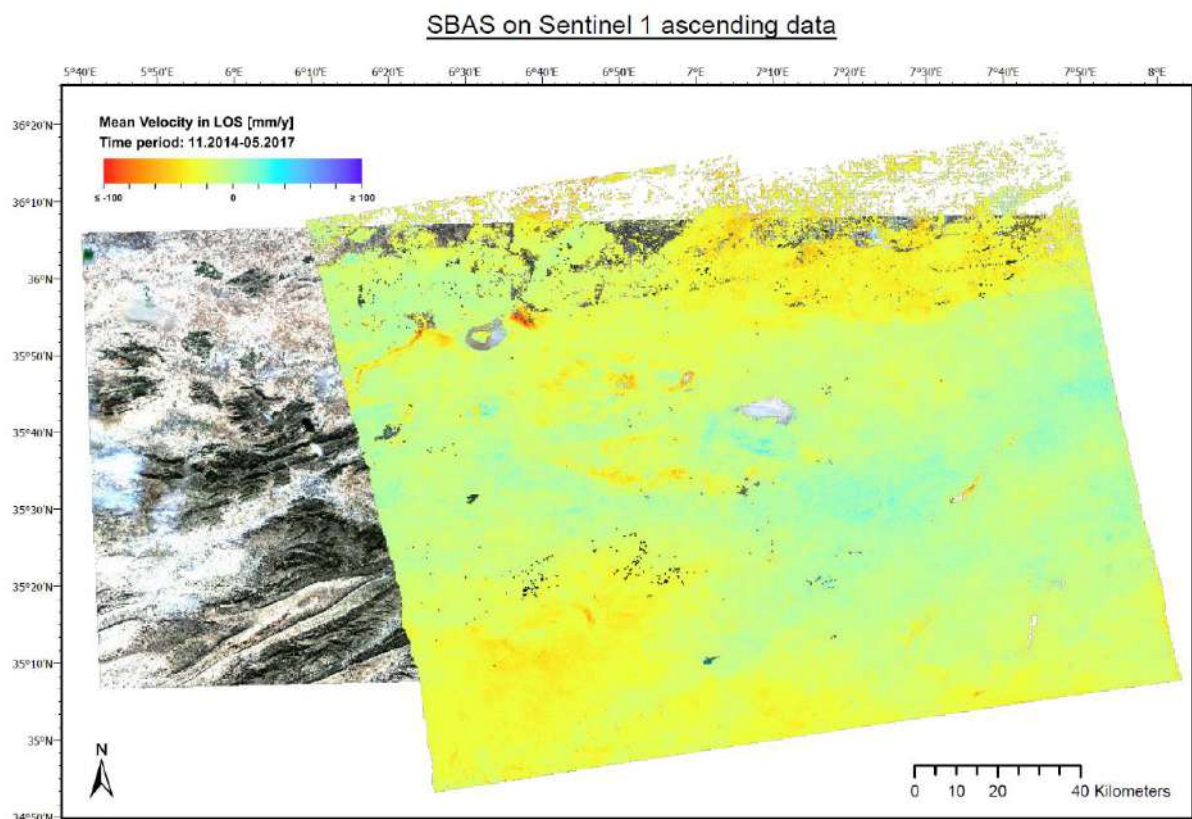 SBAS on Sentinel 1 ascending data
5°40'E 5°50'E 6°E 6°10'E 6°20'E 6°30'E 6°40'E 6°50'E 7°E 7°10'E 7°20'E 7°30'E 7°40'E 7°50'E 8°E
36°20'N
Mean Velocity in LOS [mm/y]
Time period: 11.2014-05.2017
≤ -100 0 ≥ 100
36°10'N
36°N
35°50'N
35°40'N
35°30'N
35°20'N
35°10'N
35°N
N
0 10 20 40 Kilometers
34°50'N